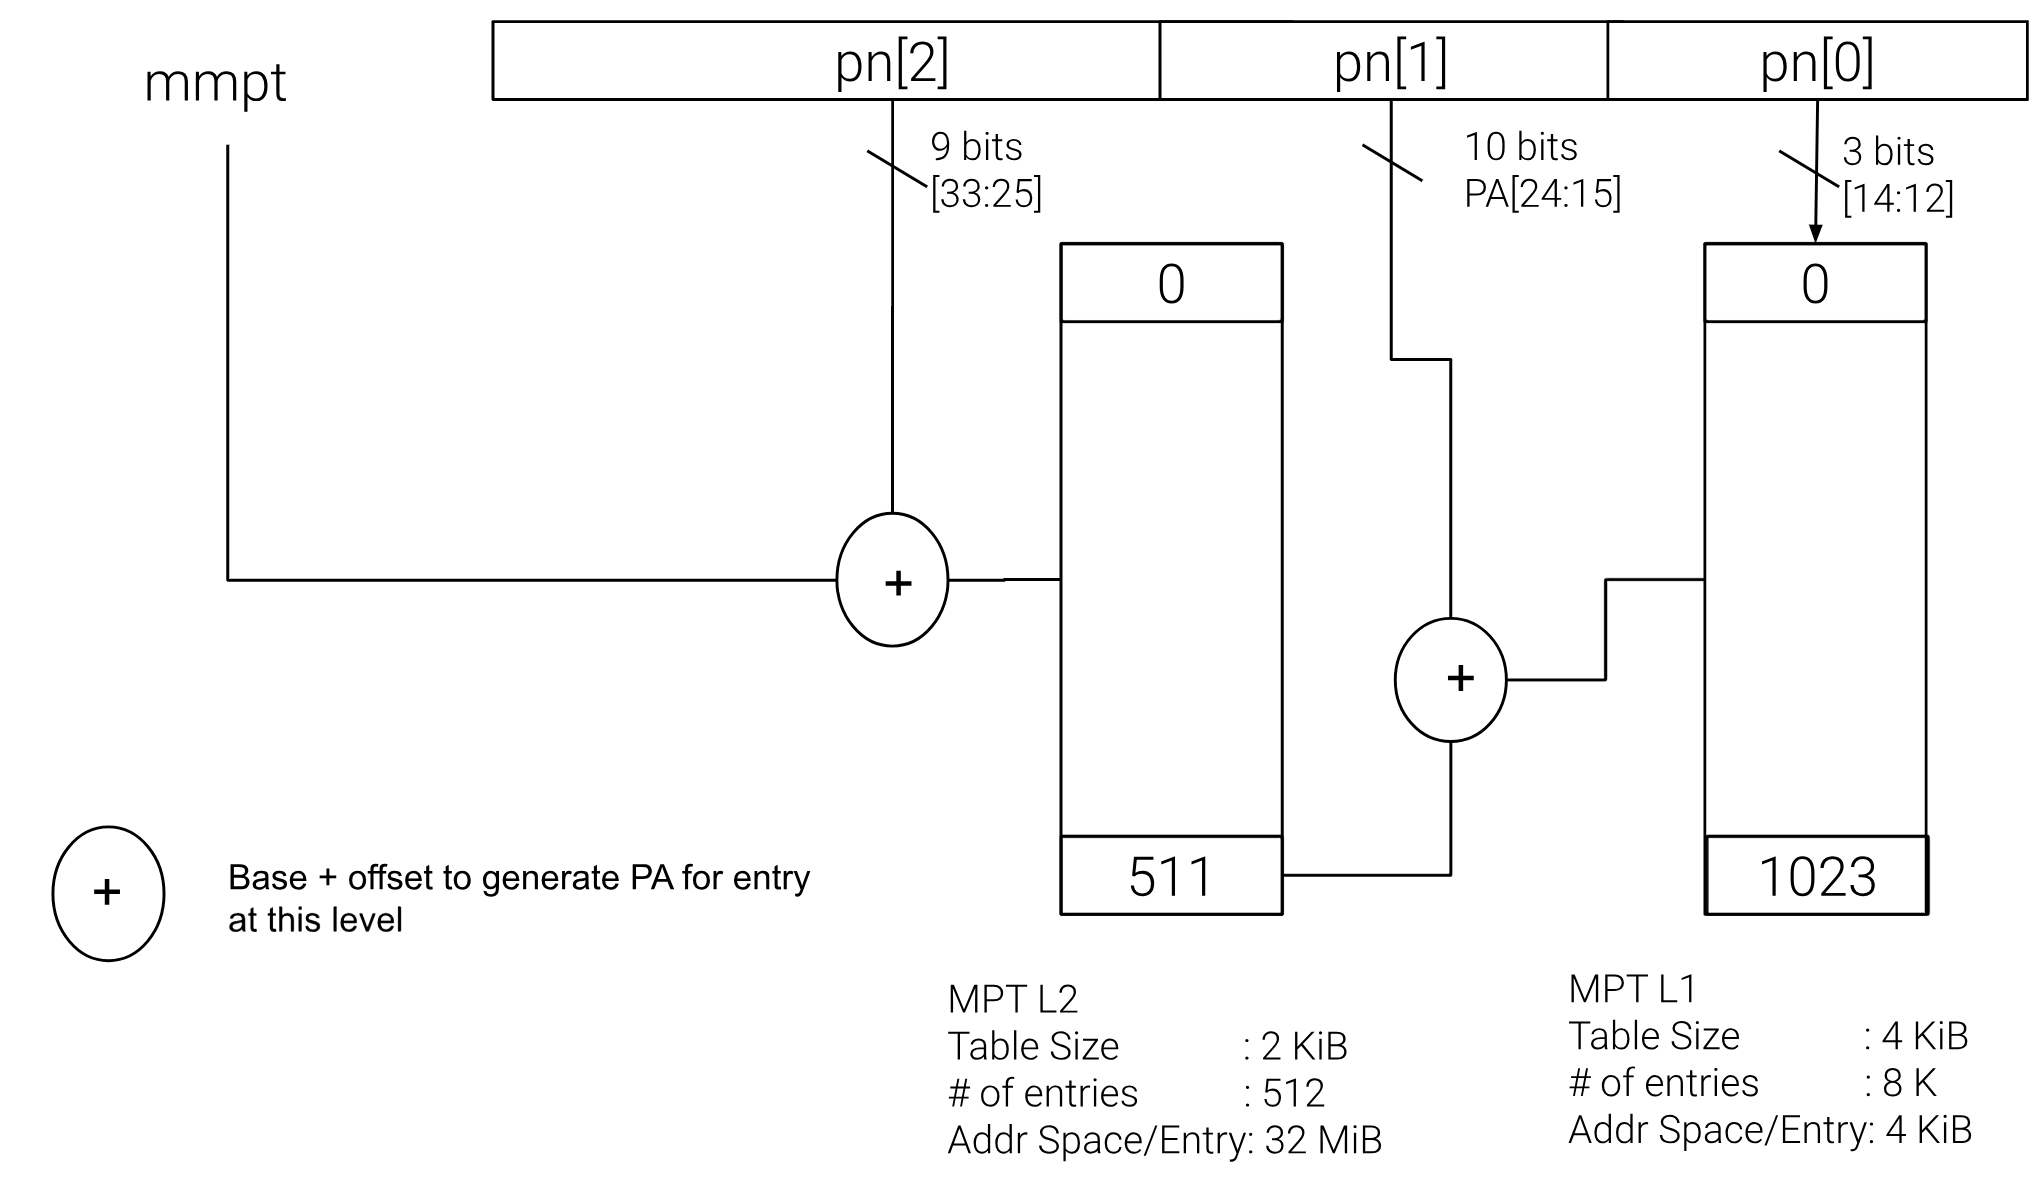 mmpt
pn[2]
pn[1]
pn[0]
9 bits
[33:25]
10 bits
PA[24:15]
3 bits
[14:12]
0
0
+
+
511
1023
+
Base + offset to generate PA for entry
at this level
MPT L2
Table Size : 2 KiB
# of entries : 512
Addr Space/Entry: 32 MiB
MPT L1
Table Size : 4 KiB
# of entries : 8 K
Addr Space/Entry: 4 KiB